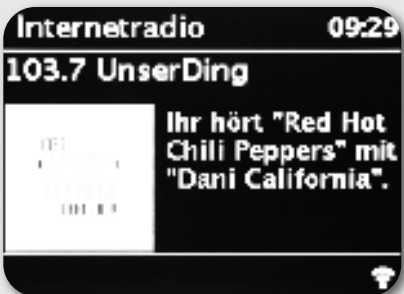 Internetradio 09:29
103.7 UnserDing
Ihr hört "Red Hot
Chili Peppers" mit
"Dani California".